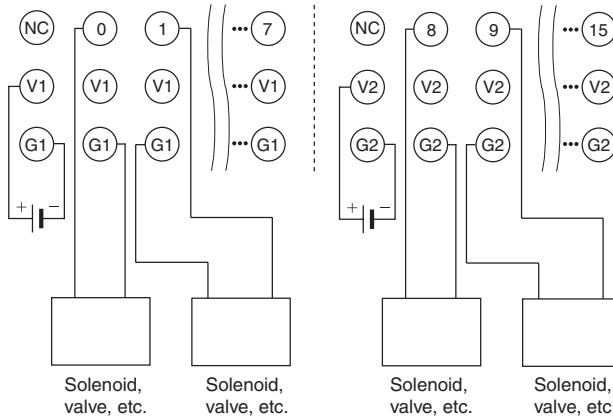 NC 0 1 ••• 7 NC 8 9 ••• 15
V1 V1 V1 ••• V1 V2 V2 V2 ••• V2
G1 G1 G1 ••• G1 G2 G2 G2 ••• G2
+ − + −
Solenoid, Solenoid, Solenoid, Solenoid,
valve, etc. valve, etc. valve, etc. valve, etc